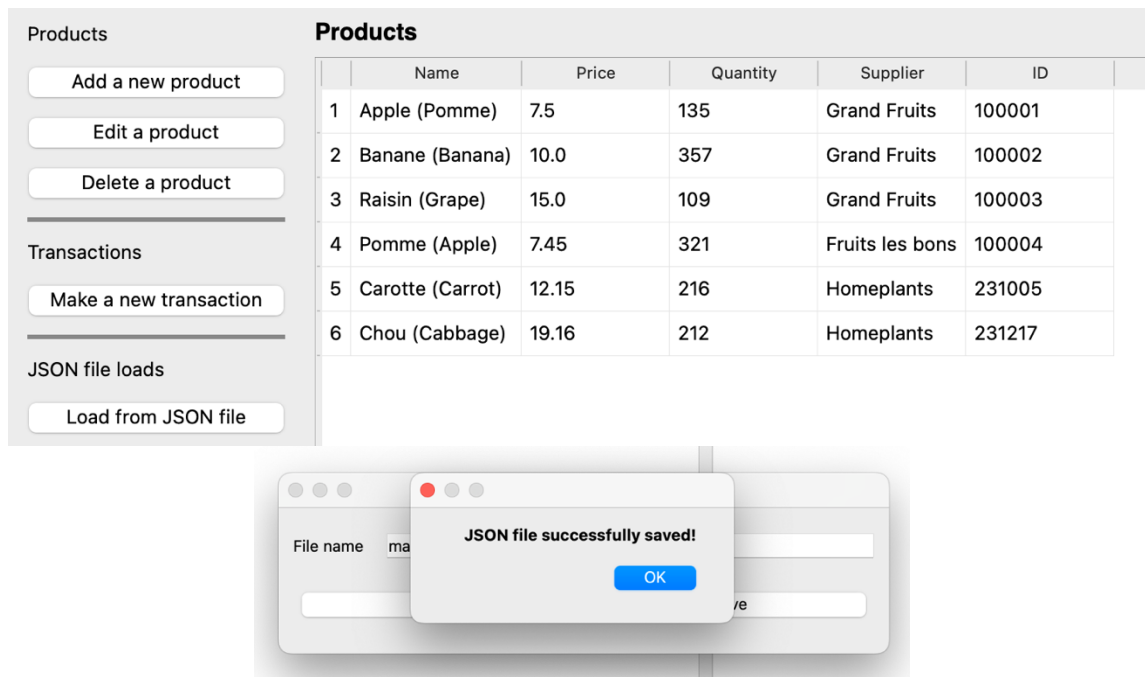 Products
Add a new product
Edit a product
Delete a product
Transactions
Make a new transaction
JSON file loads
Load from JSON file
Products
Name Price Quantity Supplier ID
1 Apple (Pomme) 7.5 135 Grand Fruits 100001
2 Banane (Banana) 10.0 357 Grand Fruits 100002
3 Raisin (Grape) 15.0 109 Grand Fruits 100003
4 Pomme (Apple) 7.45 321 Fruits les bons 100004
5 Carotte (Carrot) 12.15 216 Homeplants 231005
6 Chou (Cabbage) 19.16 212 Homeplants 231217
JSON file successfully saved!
File name ma
OK